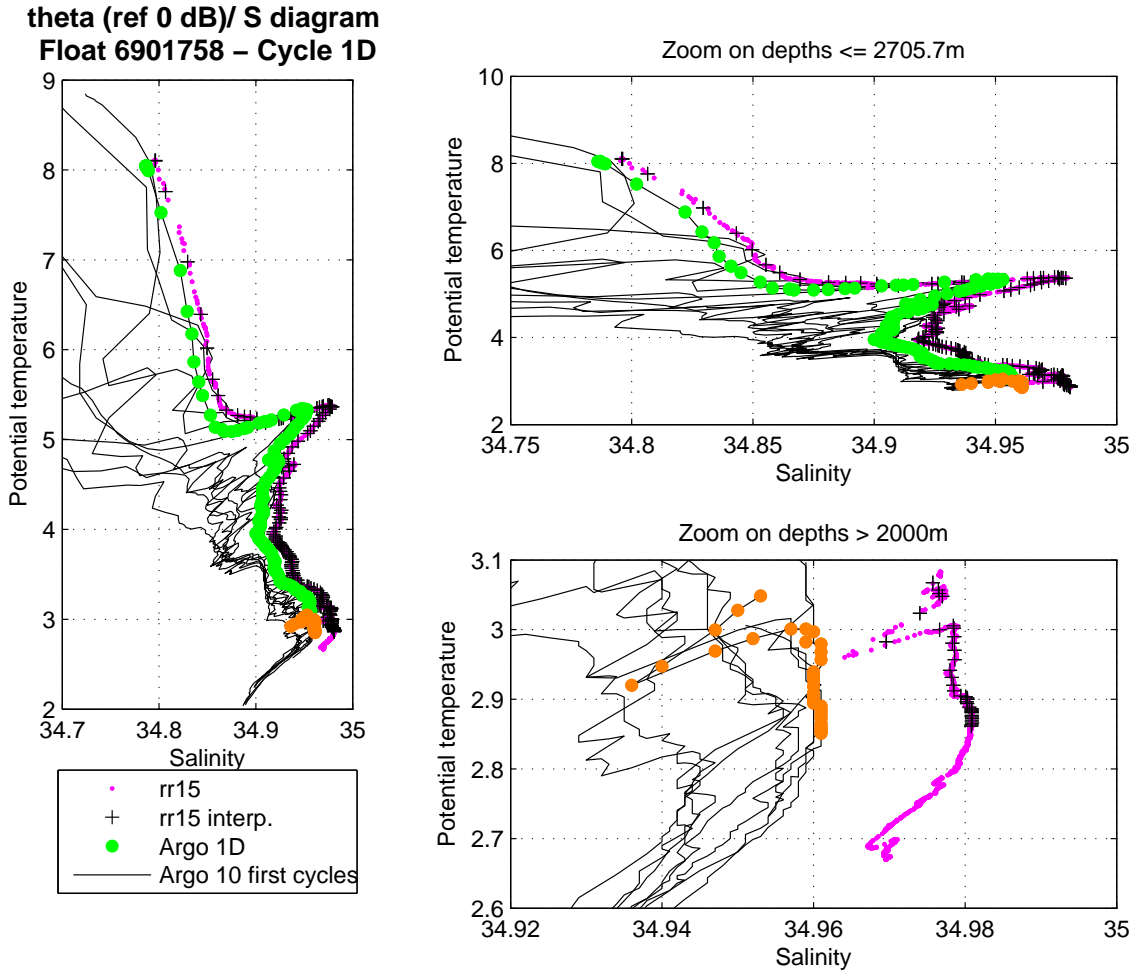 theta (ref 0 dB)/ S diagram
Float 6901758 − Cycle 1D
9
8
7
6
5
4
3
2
34.7
34.8
34.9
35
Salinity
Potential temperature
rr15
rr15 interp.
Argo 1D
Argo 10 first cycles
Zoom on depths <= 2705.7m
10
8
6
4
2
34.75
34.8
34.85
34.9
34.95
35
Salinity
Potential temperature
Zoom on depths > 2000m
3.1
3
2.9
2.8
2.7
2.6
34.92
34.94
34.96
34.98
35
Salinity
Potential temperature